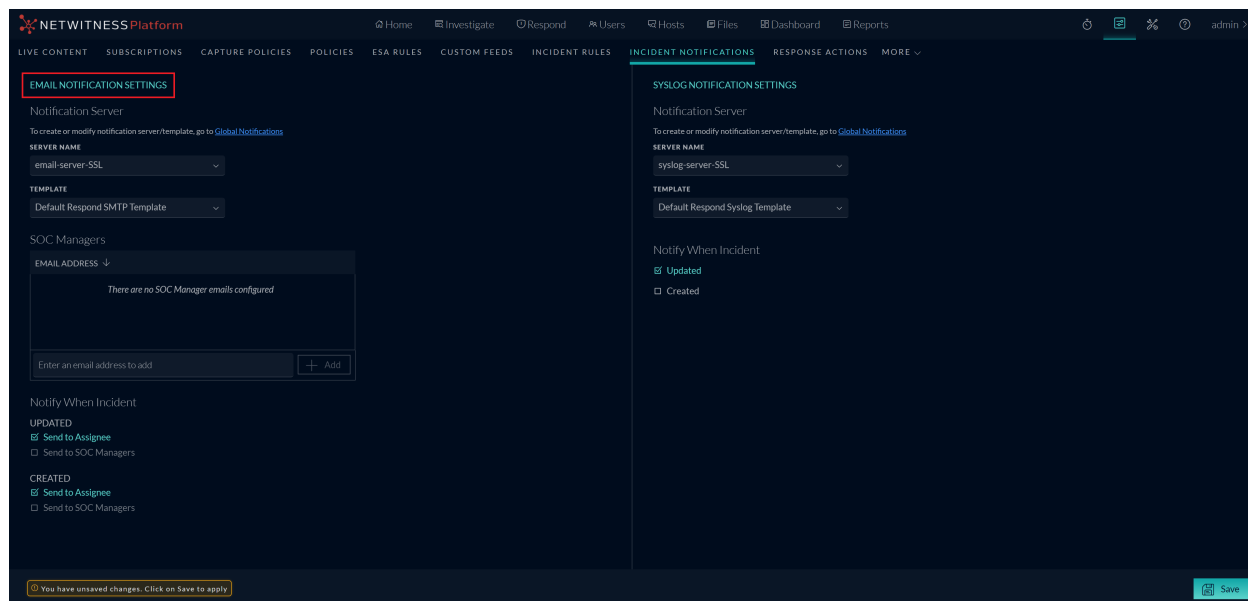 NETWITNESS Platform
Home Investigate Respond Users Hosts Files Dashboard Reports admin
LIVE CONTENT SUBSCRIPTIONS CAPTURE POLICIES POLICIES ESA RULES CUSTOM FEEDS INCIDENT RULES INCIDENT NOTIFICATIONS RESPONSE ACTIONS MORE
EMAIL NOTIFICATION SETTINGS
Notification Server
To create or modify notification server/template, go to Global Notifications
SERVER NAME
email-server-SSL
TEMPLATE
Default Respond SMTP Template
SOC Managers
EMAIL ADDRESS
There are no SOC Manager emails configured
Enter an email address to add
Add
Notify When Incident
UPDATED
Send to Assignee
Send to SOC Managers
CREATED
Send to Assignee
Send to SOC Managers
SYSLOG NOTIFICATION SETTINGS
Notification Server
To create or modify notification server/template, go to Global Notifications
SERVER NAME
syslog-server-SSL
TEMPLATE
Default Respond Syslog Template
Notify When Incident
Updated
Created
You have unsaved changes. Click on Save to apply
Save